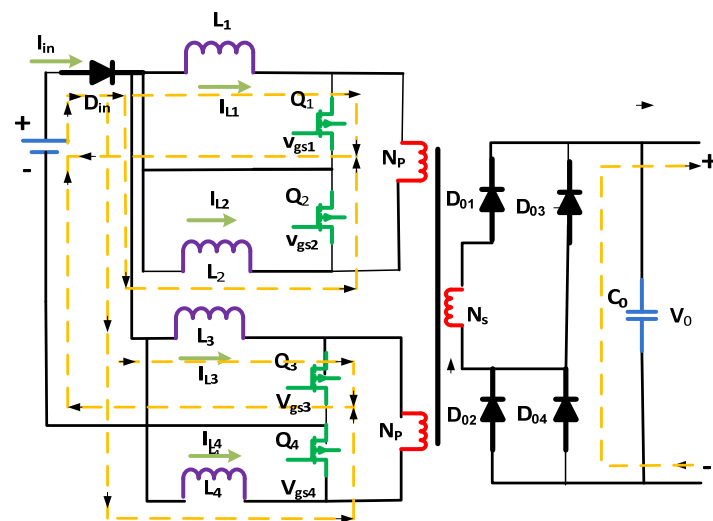 L1
Iin
Din
IL1
Q1
vgs1
+
-
NP
Q2
IL2
vgs2
L2
D01
D03
+
NS
C0
V0
L3
IL3
Q3
Vgs3
NP
D02
D04
IL4
Q4
L4
Vgs4
-